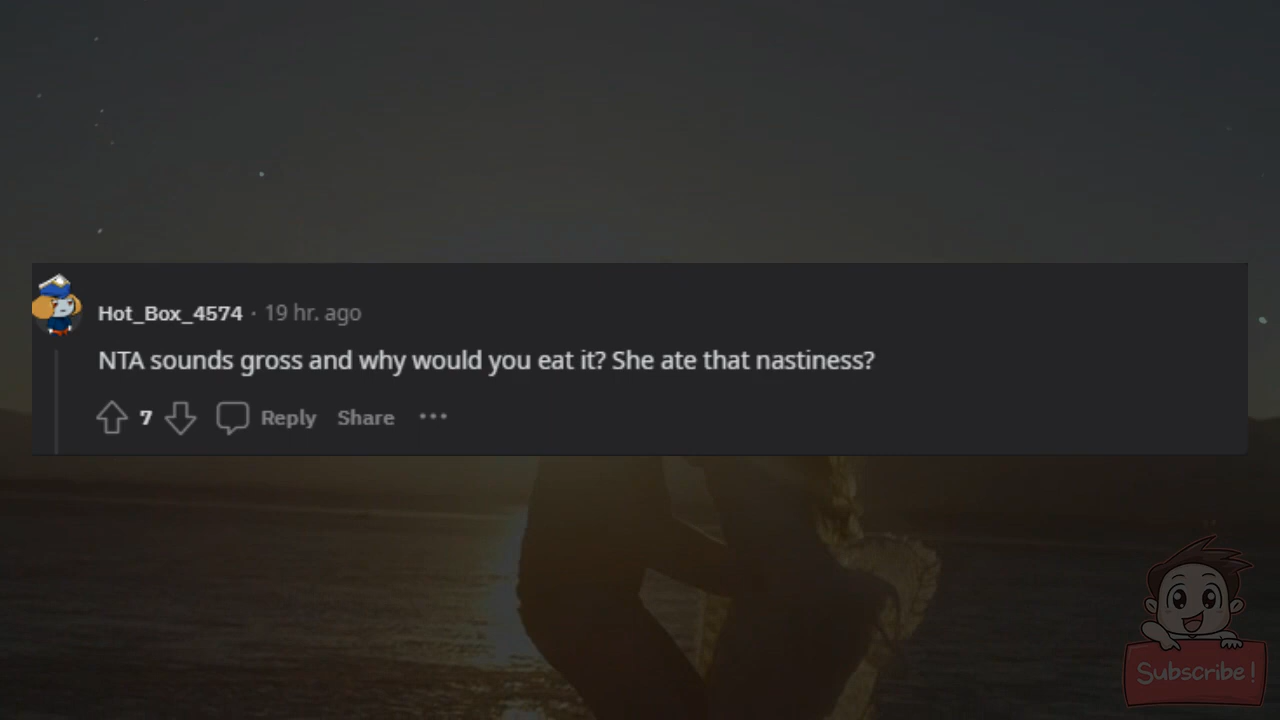 Hot_Box_4574 · 19 hr. ago
NTA sounds gross and why would you eat it? She ate that nastiness?
7 Reply Share ···
Subscribe!